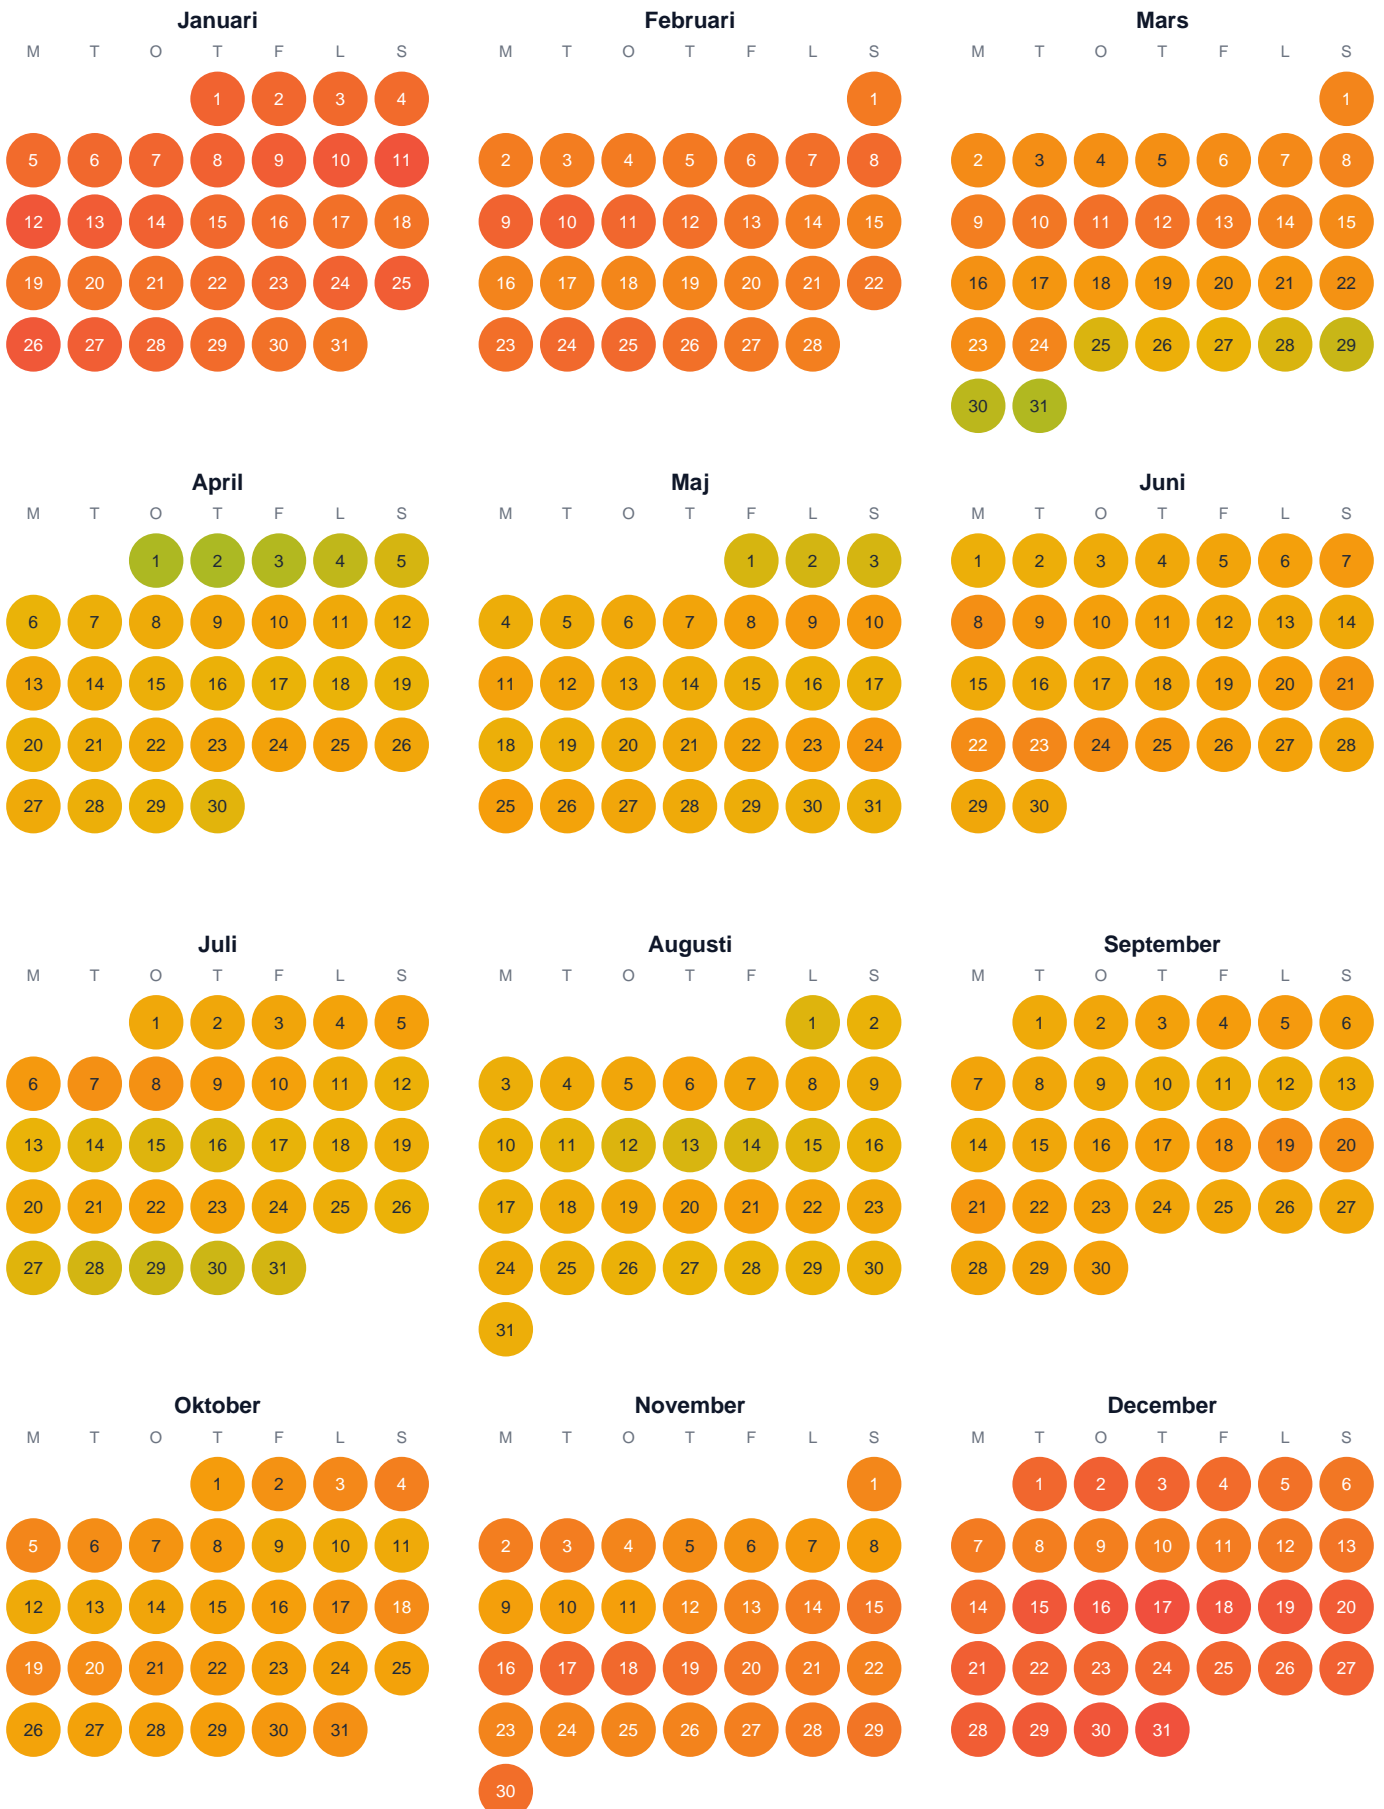 Januari Februari Mars
M T O T F L S M T O T F L S M T O T F L S
1 2 3 4 1 1
5 6 7 8 9 10 11 2 3 4 5 6 7 8 2 3 4 5 6 7 8
12 13 14 15 16 17 18 9 10 11 12 13 14 15 9 10 11 12 13 14 15
19 20 21 22 23 24 25 16 17 18 19 20 21 22 16 17 18 19 20 21 22
26 27 28 29 30 31 23 24 25 26 27 28 23 24 25 26 27 28 29
30 31
April Maj Juni
M T O T F L S M T O T F L S M T O T F L S
1 2 3 4 5 1 2 3 1 2 3 4 5 6 7
6 7 8 9 10 11 12 4 5 6 7 8 9 10 8 9 10 11 12 13 14
13 14 15 16 17 18 19 11 12 13 14 15 16 17 15 16 17 18 19 20 21
20 21 22 23 24 25 26 18 19 20 21 22 23 24 22 23 24 25 26 27 28
27 28 29 30 25 26 27 28 29 30 31 29 30
Juli Augusti September
M T O T F L S M T O T F L S M T O T F L S
1 2 3 4 5 1 2 1 2 3 4 5 6
6 7 8 9 10 11 12 3 4 5 6 7 8 9 7 8 9 10 11 12 13
13 14 15 16 17 18 19 10 11 12 13 14 15 16 14 15 16 17 18 19 20
20 21 22 23 24 25 26 17 18 19 20 21 22 23 21 22 23 24 25 26 27
27 28 29 30 31 24 25 26 27 28 29 30 28 29 30
31
Oktober November December
M T O T F L S M T O T F L S M T O T F L S
1 2 3 4 1 1 2 3 4 5 6
5 6 7 8 9 10 11 2 3 4 5 6 7 8 7 8 9 10 11 12 13
12 13 14 15 16 17 18 9 10 11 12 13 14 15 14 15 16 17 18 19 20
19 20 21 22 23 24 25 16 17 18 19 20 21 22 21 22 23 24 25 26 27
26 27 28 29 30 31 23 24 25 26 27 28 29 28 29 30 31
30